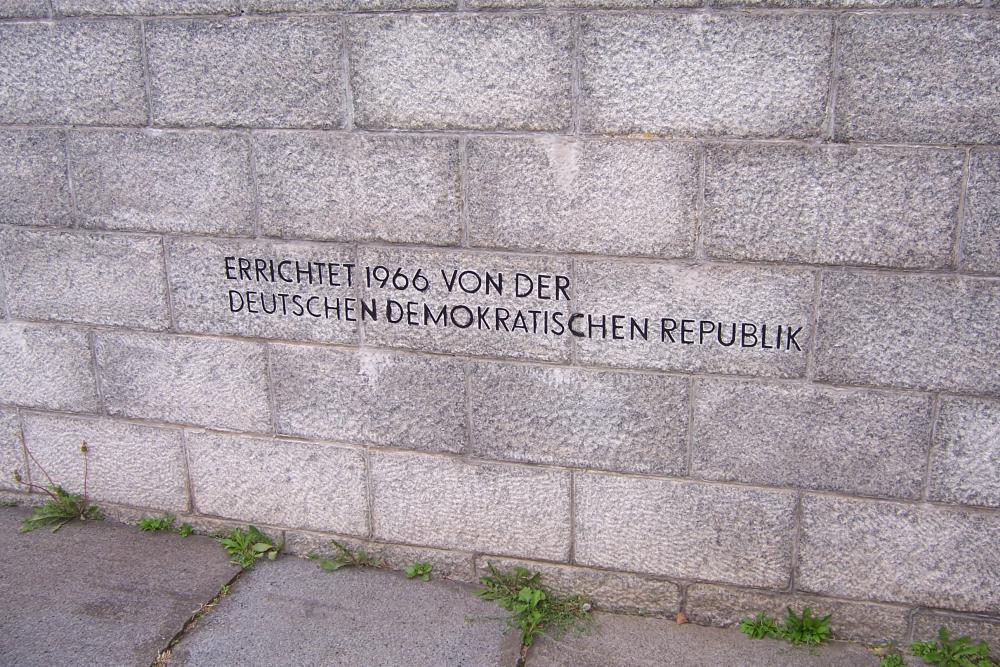 ERRICHTET 1966 VON DER
DEUTSCHEN DEMOKRATISCHEN REPUBLIK